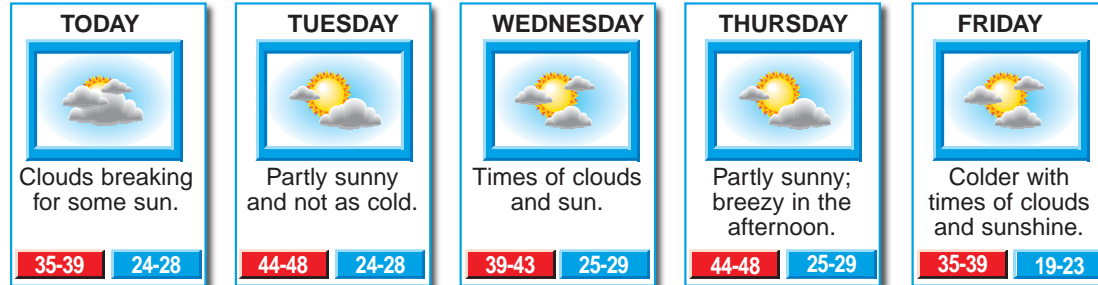 TODAY
Clouds breaking
for some sun.
35-39 24-28
TUESDAY
Partly sunny
and not as cold.
44-48 24-28
WEDNESDAY
Times of clouds
and sun.
39-43 25-29
THURSDAY
Partly sunny;
breezy in the
afternoon.
44-48 25-29
FRIDAY
Colder with
times of clouds
and sunshine.
35-39 19-23